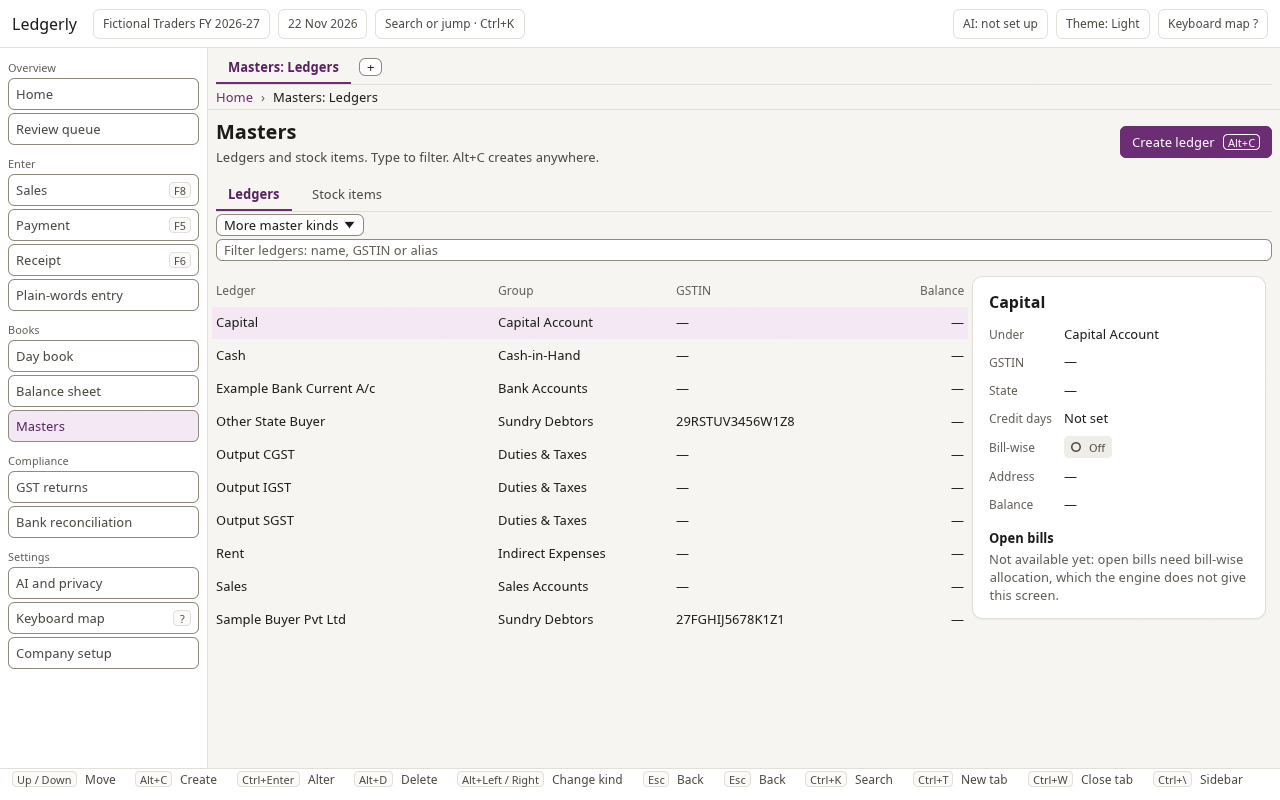 Ledgerly
Fictional Traders FY 2026-27
22 Nov 2026
Search or jump · Ctrl+K
AI: not set up
Theme: Light
Keyboard map ?
Overview
Home
Review queue
Enter
Sales F8
Payment F5
Receipt F6
Plain-words entry
Books
Day book
Balance sheet
Masters
Compliance
GST returns
Bank reconciliation
Settings
AI and privacy
Keyboard map ?
Company setup
Masters: Ledgers +
Home › Masters: Ledgers
Masters
Ledgers and stock items. Type to filter. Alt+C creates anywhere.
Create ledger Alt+C
Ledgers Stock items
More master kinds
Filter ledgers: name, GSTIN or alias
Ledger Group GSTIN Balance
Capital Capital Account — —
Cash Cash-in-Hand — —
Example Bank Current A/c Bank Accounts — —
Other State Buyer Sundry Debtors 29RSTUV3456W1Z8 —
Output CGST Duties & Taxes — —
Output IGST Duties & Taxes — —
Output SGST Duties & Taxes — —
Rent Indirect Expenses — —
Sales Sales Accounts — —
Sample Buyer Pvt Ltd Sundry Debtors 27FGHIJ5678K1Z1 —
Capital
Under Capital Account
GSTIN —
State —
Credit days Not set
Bill-wise Off
Address —
Balance —
Open bills
Not available yet: open bills need bill-wise
allocation, which the engine does not give
this screen.
Up / Down Move Alt+C Create Ctrl+Enter Alter Alt+D Delete Alt+Left / Right Change kind Esc Back Esc Back Ctrl+K Search Ctrl+T New tab Ctrl+W Close tab Ctrl+\ Sidebar